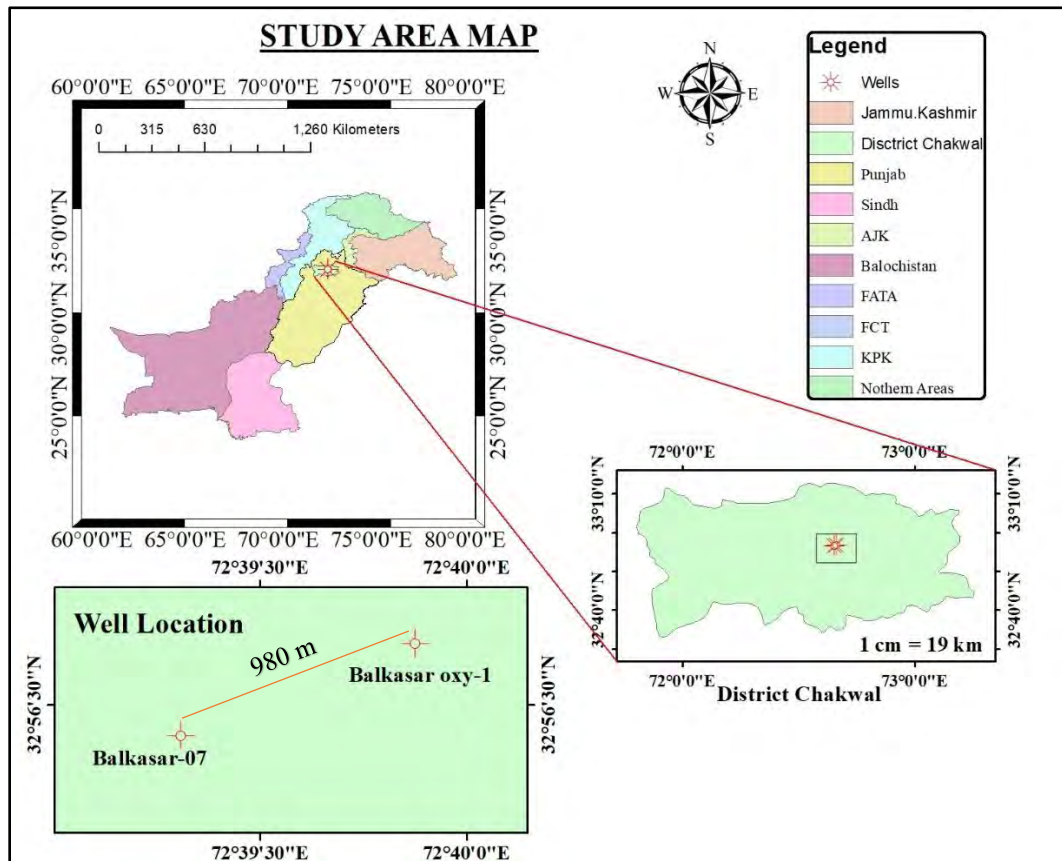 STUDY AREA MAP
60°0'0"E 65°0'0"E 70°0'0"E 75°0'0"E 80°0'0"E
0 315 630 1,260 Kilometers
35°0'0"N
30°0'0"N
25°0'0"N
35°0'0"N
30°0'0"N
25°0'0"N
60°0'0"E 65°0'0"E 70°0'0"E 75°0'0"E 80°0'0"E
N
W E
S
Legend
Wells
Jammu.Kashmir
Disctrict Chakwal
Punjab
Sindh
AJK
Balochistan
FATA
FCT
KPK
Nothern Areas
72°0'0"E 73°0'0"E
33°10'0"N
32°40'0"N
33°10'0"N
32°40'0"N
1 cm = 19 km
72°0'0"E 73°0'0"E
District Chakwal
72°39'30"E 72°40'0"E
Well Location
980 m
Balkasar oxy-1
Balkasar-07
32°56'30"N
32°56'30"N
72°39'30"E 72°40'0"E